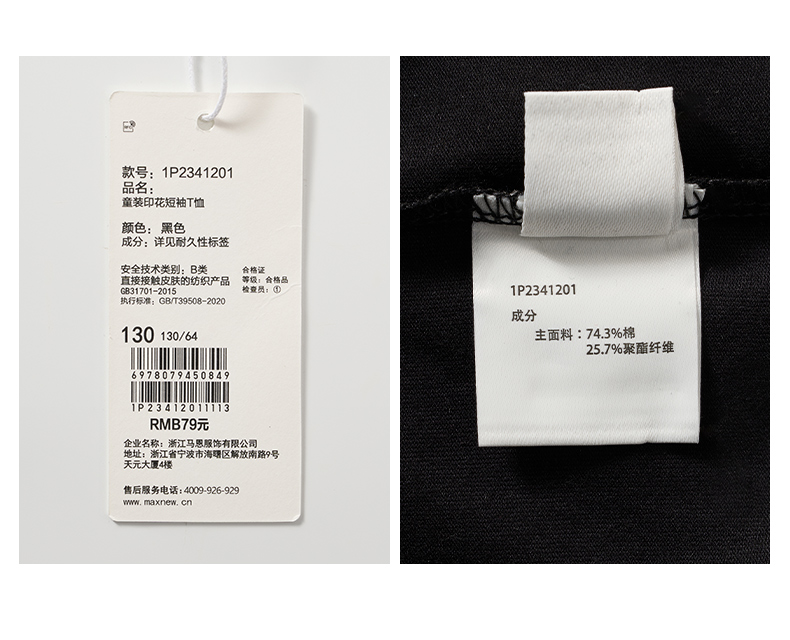 款号：1P2341201
品名：
童装印花短袖T恤
颜色：黑色
成分：详见耐久性标签
安全技术类别：B类
直接接触皮肤的纺织产品
GB31701-2015
执行标准：GB/T39508-2020
合格证
等级：合格品
检查员：①
130 130/64
6978079450849
1P23412011113
RMB79元
企业名称：浙江马恩服饰有限公司
地址：浙江省宁波市海曙区解放南路9号
天元大厦4楼
售后服务电话：4009-926-929
www.maxnew.cn
1P2341201
成分
主面料：74.3%棉
25.7%聚酯纤维